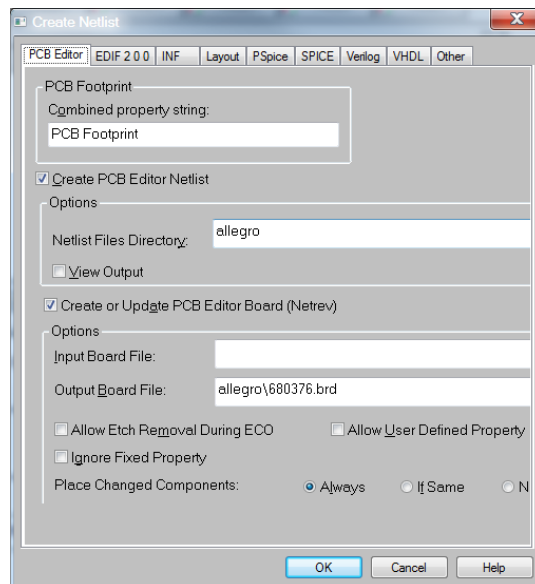 Create Netlist
PCB Editor EDIF 2 0 0 INF Layout PSpice SPICE Verilog VHDL Other
PCB Footprint
Combined property string:
PCB Footprint
Create PCB Editor Netlist
Options
Netlist Files Directory: allegro
View Output
Create or Update PCB Editor Board (Netrev)
Options
Input Board File:
Output Board File: allegro\680376.brd
Allow Etch Removal During ECO Allow User Defined Property
Ignore Fixed Property
Place Changed Components: Always If Same N
OK Cancel Help